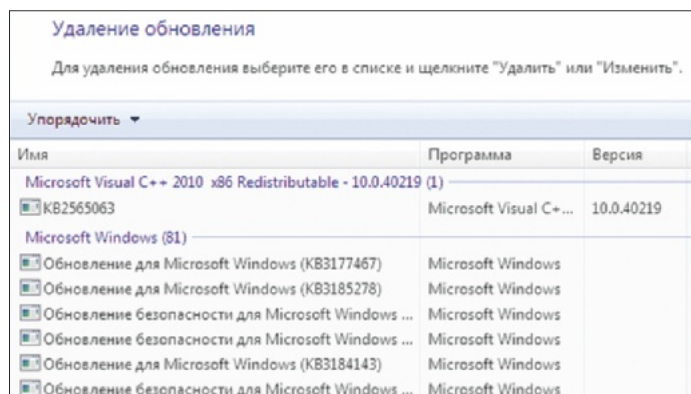 Удаление обновления
Для удаления обновления выберите его в списке и щелкните "Удалить" или "Изменить".
Упорядочить
Имя Программа Версия
Microsoft Visual C++ 2010 x86 Redistributable - 10.0.40219 (1)
KB2565063 Microsoft Visual C+... 10.0.40219
Microsoft Windows (81)
Обновление для Microsoft Windows (KB3177467) Microsoft Windows
Обновление для Microsoft Windows (KB3185278) Microsoft Windows
Обновление безопасности для Microsoft Windows ... Microsoft Windows
Обновление безопасности для Microsoft Windows ... Microsoft Windows
Обновление для Microsoft Windows (KB3184143) Microsoft Windows
Обновление безопасности для Microsoft Windows ... Microsoft Windows